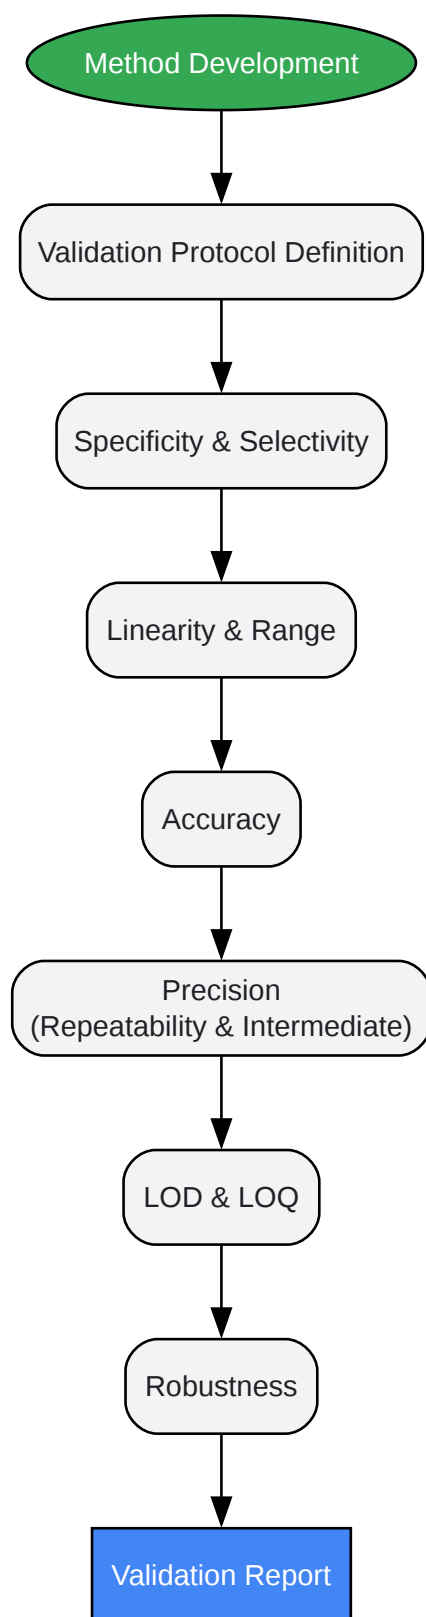 Method Development
Validation Protocol Definition
Specificity & Selectivity
Linearity & Range
Accuracy
Precision
(Repeatability & Intermediate)
LOD & LOQ
Robustness
Validation Report